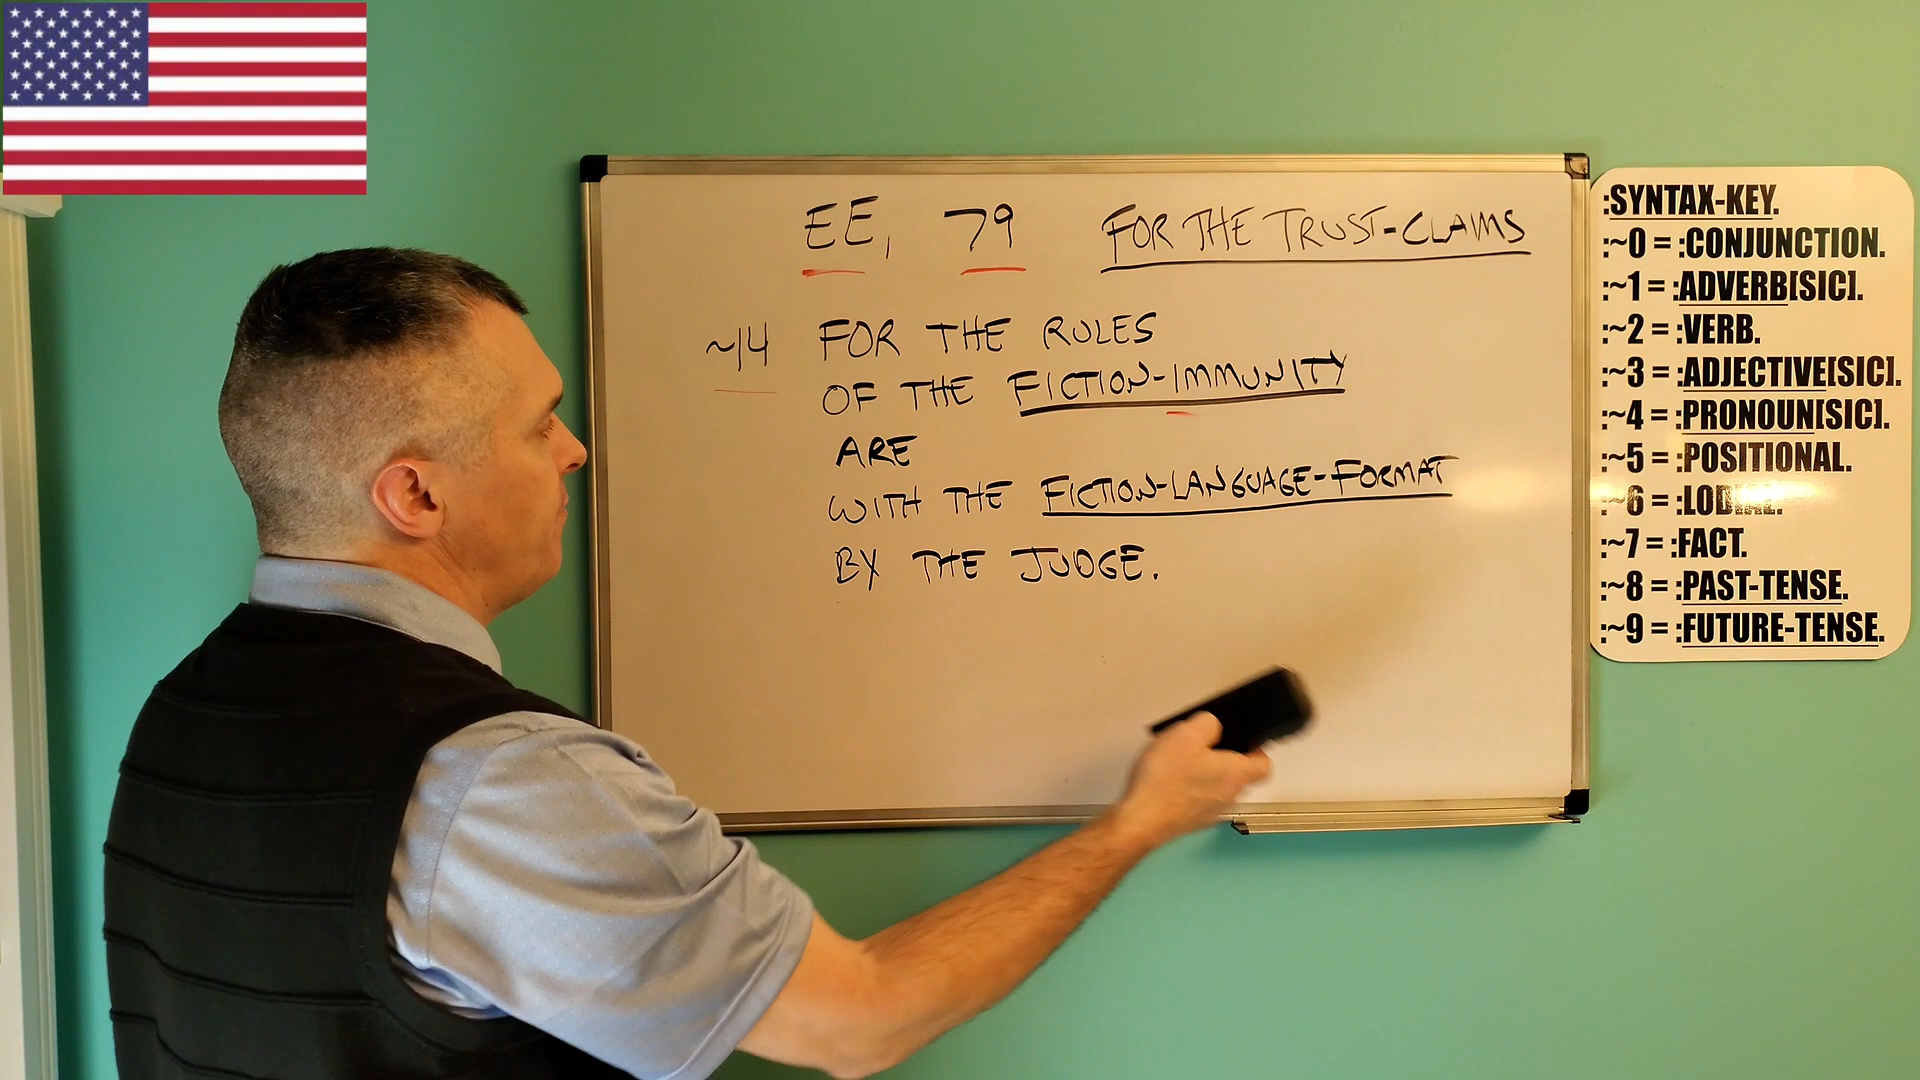 EE, 79 FOR THE TRUST-CLAIMS
~14 FOR THE RULES
OF THE FICTION-IMMUNITY
ARE
WITH THE FICTION-LANGUAGE-FORMAT
BY THE JUDGE.
:SYNTAX-KEY.
:~0 = :CONJUNCTION.
:~1 = :ADVERB[SIC].
:~2 = :VERB.
:~3 = :ADJECTIVE[SIC].
:~4 = :PRONOUN[SIC].
:~5 = :POSITIONAL.
:~6 = :LODIAL.
:~7 = :FACT.
:~8 = :PAST-TENSE.
:~9 = :FUTURE-TENSE.